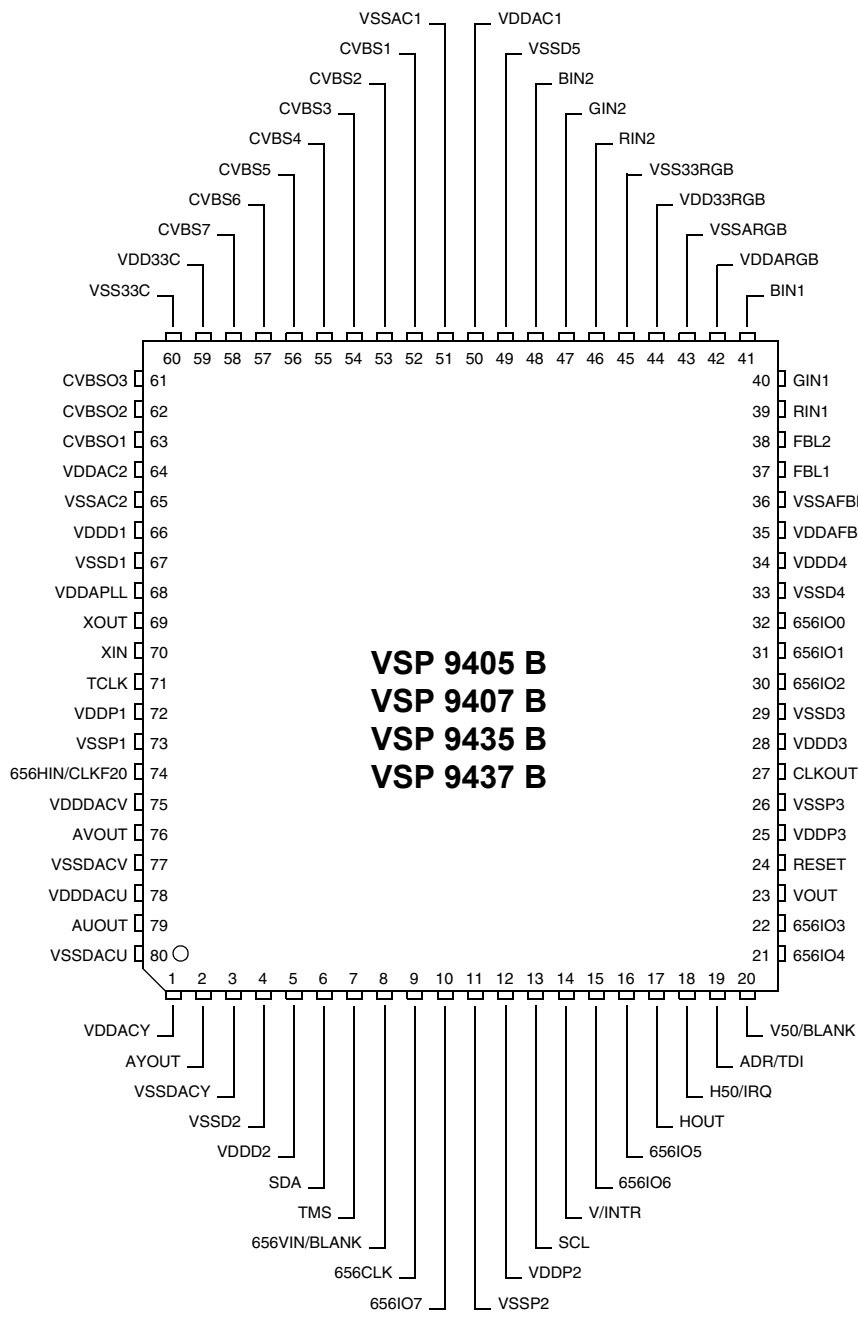 VSSAC1 VDDAC1
CVBS1 VSSD5
CVBS2 BIN2
CVBS3 GIN2
CVBS4 RIN2
CVBS5 VSS33RGB
CVBS6 VDD33RGB
CVBS7 VSSARGB
VDD33C VDDARGB
VSS33C BIN1
60 59 58 57 56 55 54 53 52 51 50 49 48 47 46 45 44 43 42 41
CVBSO3 61 40 GIN1
CVBSO2 62 39 RIN1
CVBSO1 63 38 FBL2
VDDAC2 64 37 FBL1
VSSAC2 65 36 VSSAFB
VDDD1 66 35 VDDAFB
VSSD1 67 34 VDDD4
VDDAPLL 68 33 VSSD4
XOUT 69 32 656IO0
XIN 70 31 656IO1
TCLK 71 30 656IO2
VDDP1 72 29 VSSD3
VSSP1 73 28 VDDD3
656HIN/CLKF20 74 27 CLKOUT
VDDDACV 75 26 VSSP3
AVOUT 76 25 VDDP3
VSSDACV 77 24 RESET
VDDDACU 78 23 VOUT
AUOUT 79 22 656IO3
VSSDACU 80 21 656IO4
VSP 9405 B
VSP 9407 B
VSP 9435 B
VSP 9437 B
1 2 3 4 5 6 7 8 9 10 11 12 13 14 15 16 17 18 19 20
VDDACY V50/BLANK
AYOUT ADR/TDI
VSSDACY H50/IRQ
VSSD2 HOUT
VDDD2 656IO5
SDA 656IO6
TMS V/INTR
656VIN/BLANK SCL
656CLK VDDP2
656IO7 VSSP2